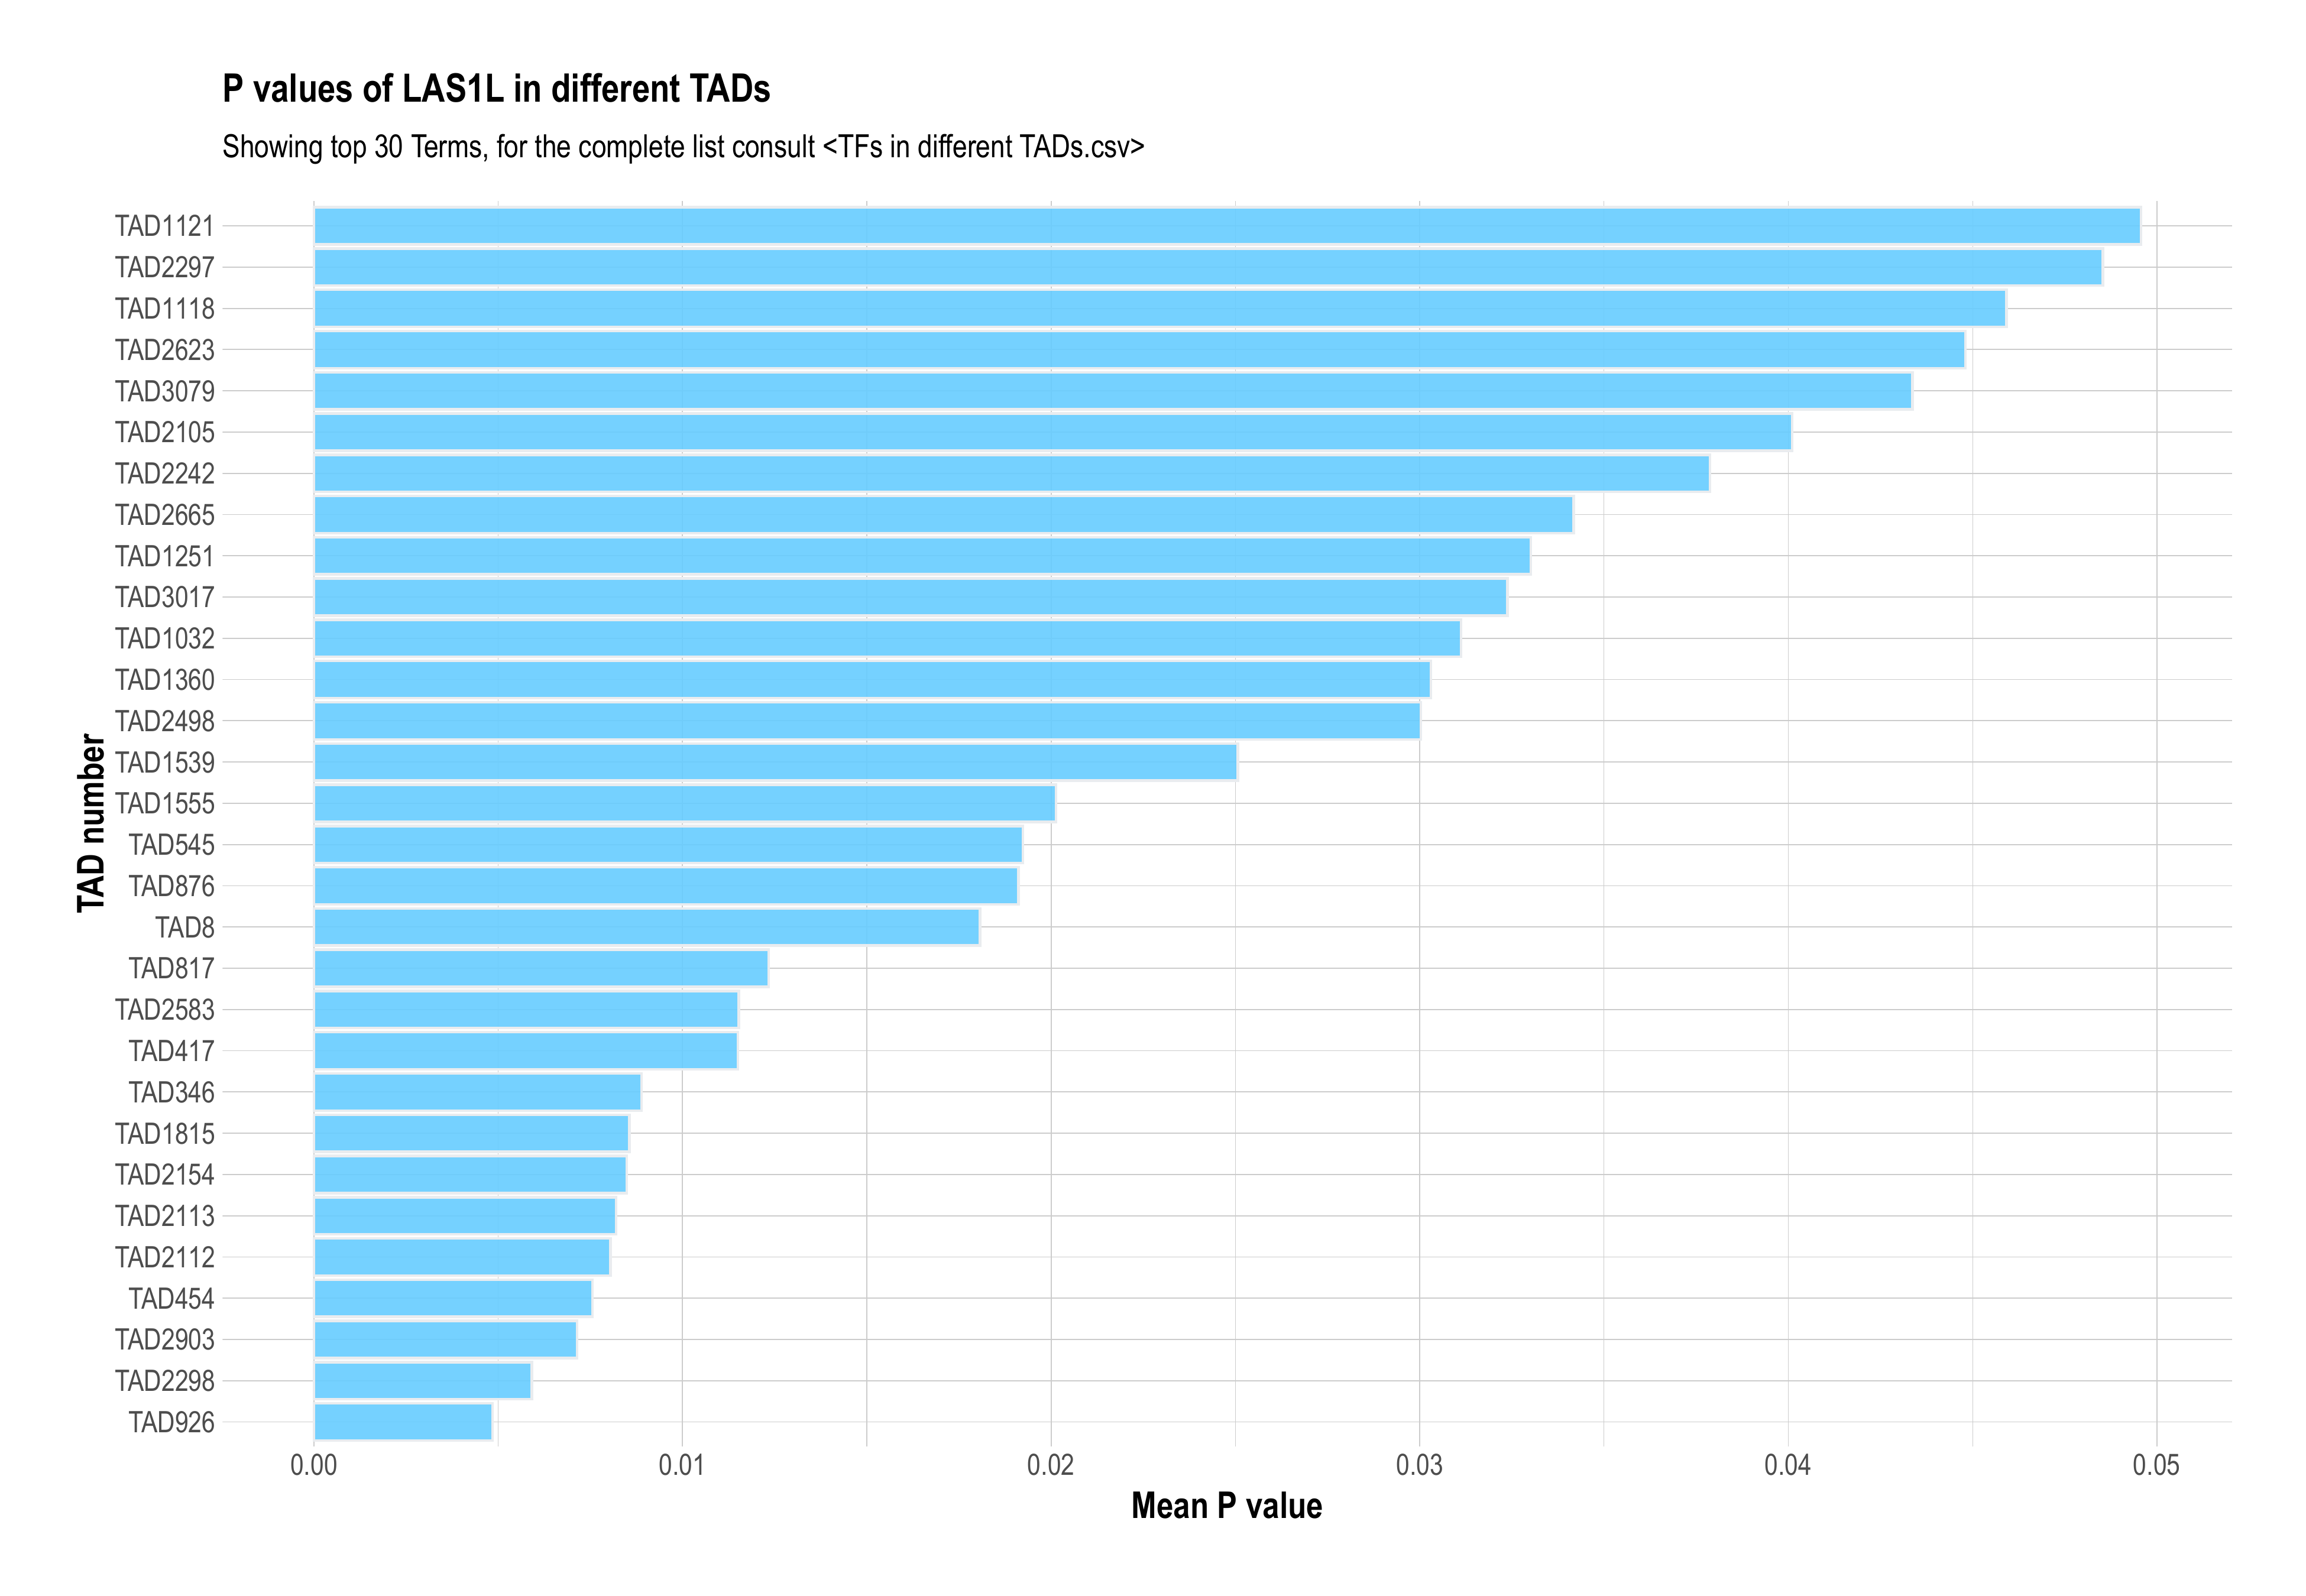 P values of LAS1L in different TADs
Showing top 30 Terms, for the complete list consult <TFs in different TADs.csv>
TAD number
TAD1121
TAD2297
TAD1118
TAD2623
TAD3079
TAD2105
TAD2242
TAD2665
TAD1251
TAD3017
TAD1032
TAD1360
TAD2498
TAD1539
TAD1555
TAD545
TAD876
TAD8
TAD817
TAD2583
TAD417
TAD346
TAD1815
TAD2154
TAD2113
TAD2112
TAD454
TAD2903
TAD2298
TAD926
0.00 0.01 0.02 0.03 0.04 0.05
Mean P value